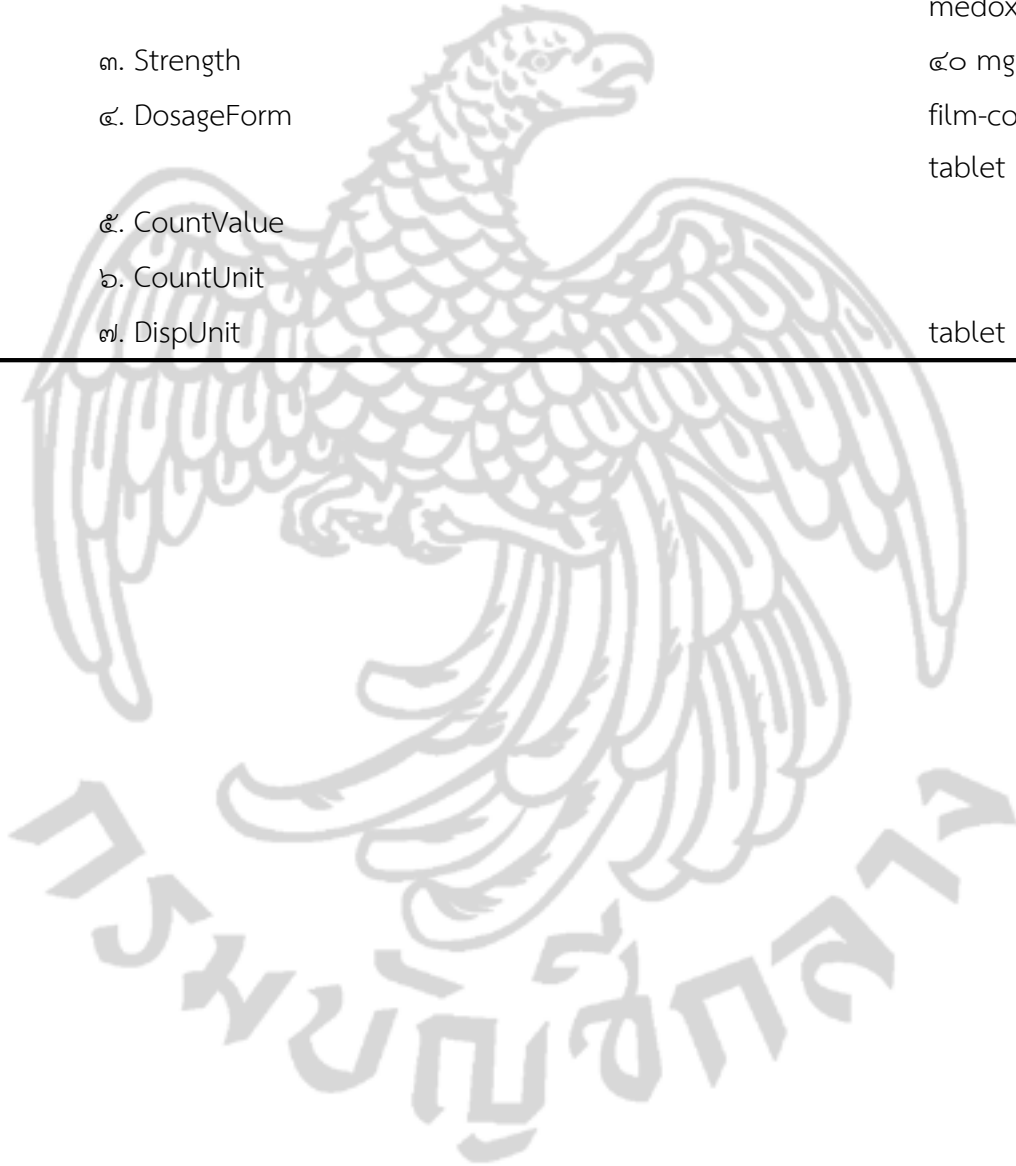 medox
๓. Strength ๔๐ mg
๔. DosageForm film-co
tablet
๕. CountValue
๖. CountUnit
๗. DispUnit tablet
กรมบัญชีกลาง